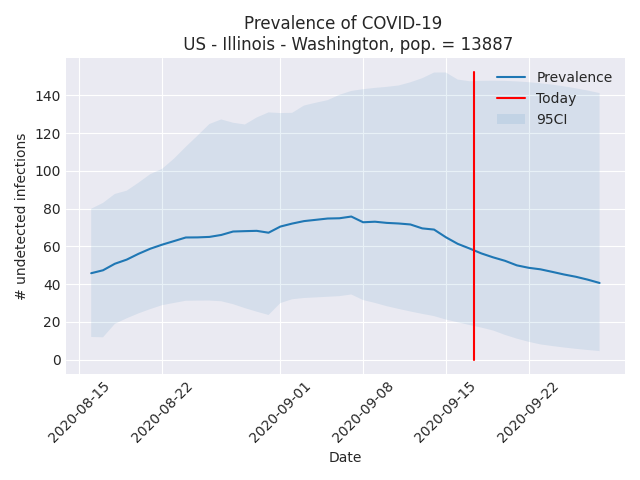 Prevalence of COVID-19
US - Illinois - Washington, pop. = 13887
Prevalence
Today
95CI
# undetected infections
140
120
100
80
60
40
20
0
2020-08-15
2020-08-22
2020-09-01
2020-09-08
2020-09-15
2020-09-22
Date